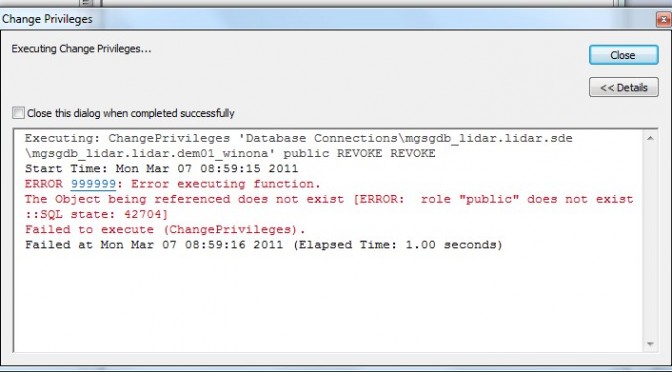 Change Privileges
Executing Change Privileges...
Close
<< Details
Close this dialog when completed successfully
Executing: ChangePrivileges 'Database Connections\mgsgdb_lidar.lidar.sde
\mgsgdb_lidar.lidar.dem01_winona' public REVOKE REVOKE
Start Time: Mon Mar 07 08:59:15 2011
ERROR 999999: Error executing function.
The Object being referenced does not exist [ERROR:  role "public" does not exist
::SQL state: 42704]
Failed to execute (ChangePrivileges).
Failed at Mon Mar 07 08:59:16 2011 (Elapsed Time: 1.00 seconds)